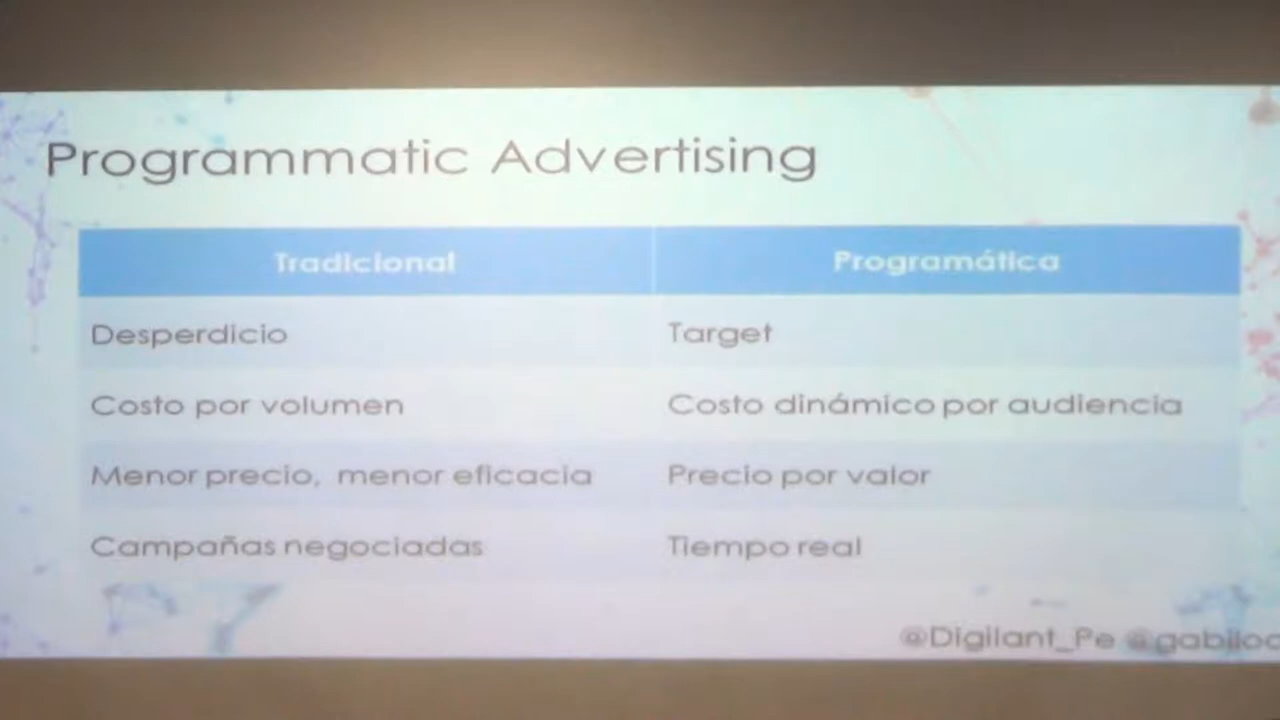 Programmatic Advertising
Tradicional Programática
Desperdicio Target
Costo por volumen Costo dinámico por audiencia
Menor precio, menor eficacia Precio por valor
Campañas negociadas Tiempo real
@Digilant_Pe